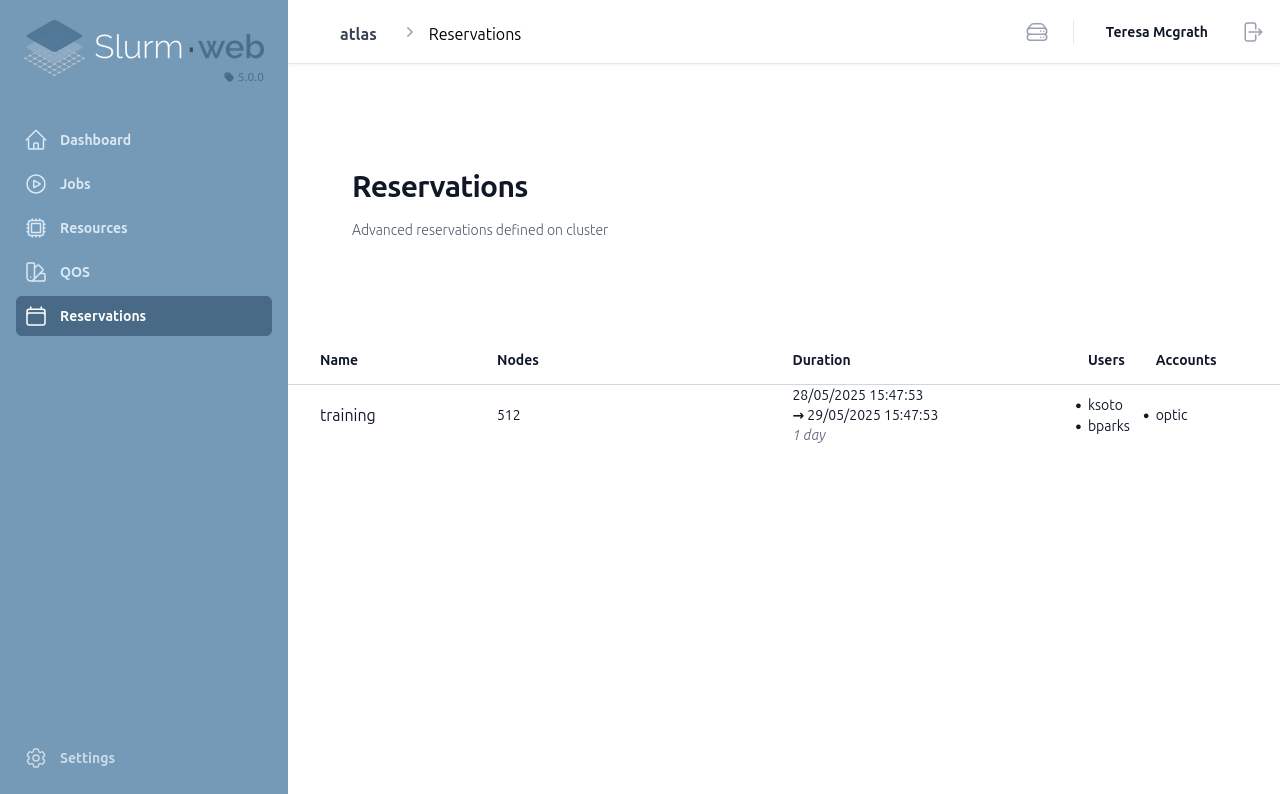 Slurm·web
5.0.0
Dashboard
Jobs
Resources
QOS
Reservations
Settings
atlas > Reservations
Teresa Mcgrath
Reservations
Advanced reservations defined on cluster
Name Nodes Duration Users Accounts
training 512 28/05/2025 15:47:53
→ 29/05/2025 15:47:53
1 day
• ksoto
• bparks
• optic